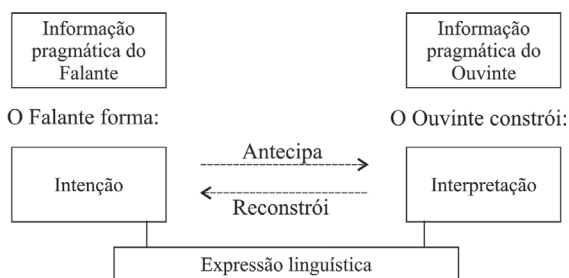 Informação
pragmática do
Falante
Informação
pragmática do
Ouvinte
O Falante forma:
O Ouvinte constrói:
Antecipa
Intenção
Interpretação
Reconstrói
Expressão linguística